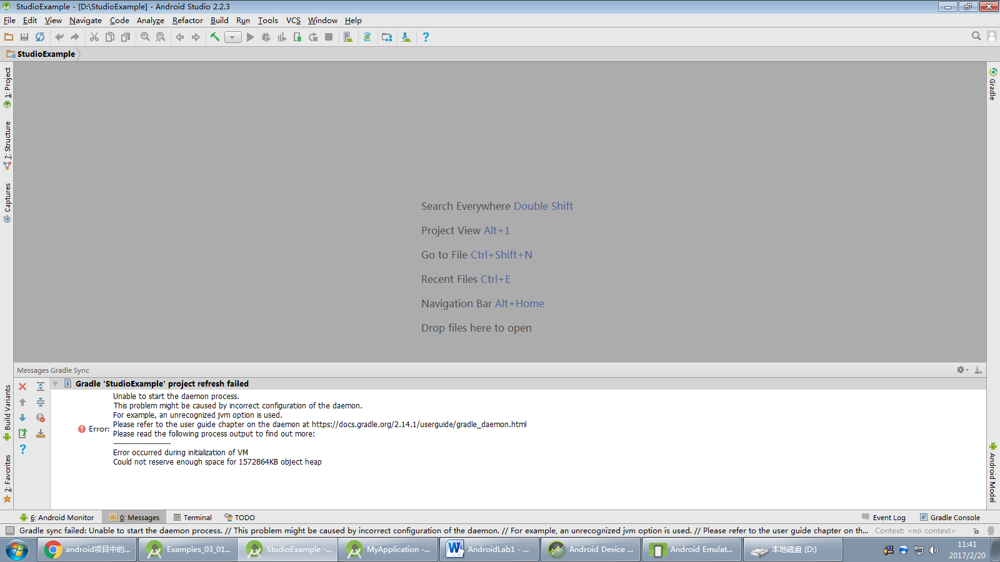 StudioExample - [D:\StudioExample] - Android Studio 2.2.3
File Edit View Navigate Code Analyze Refactor Build Run Tools VCS Window Help
StudioExample
1: Project
7: Structure
Captures
Build Variants
2: Favorites
Gradle
Android Model
Search Everywhere Double Shift
Project View Alt+1
Go to File Ctrl+Shift+N
Recent Files Ctrl+E
Navigation Bar Alt+Home
Drop files here to open
Messages Gradle Sync
Gradle 'StudioExample' project refresh failed
Error:
Unable to start the daemon process.
This problem might be caused by incorrect configuration of the daemon.
For example, an unrecognized jvm option is used.
Please refer to the user guide chapter on the daemon at https://docs.gradle.org/2.14.1/userguide/gradle_daemon.html
Please read the following process output to find out more:
-----------------------
Error occurred during initialization of VM
Could not reserve enough space for 1572864KB object heap
6: Android Monitor 0: Messages Terminal TODO Event Log Gradle Console
Gradle sync failed: Unable to start the daemon process. // This problem might be caused by incorrect configuration of the daemon. // For example, an unrecognized jvm option is used. // Please refer to the user guide chapter on th... Context: <no context>
android项目中的... Examples_03_01... StudioExample -... MyApplication -... AndroidLab1 - ... Android Device ... Android Emulat... 本地磁盘 (D:)
11:41
2017/2/20